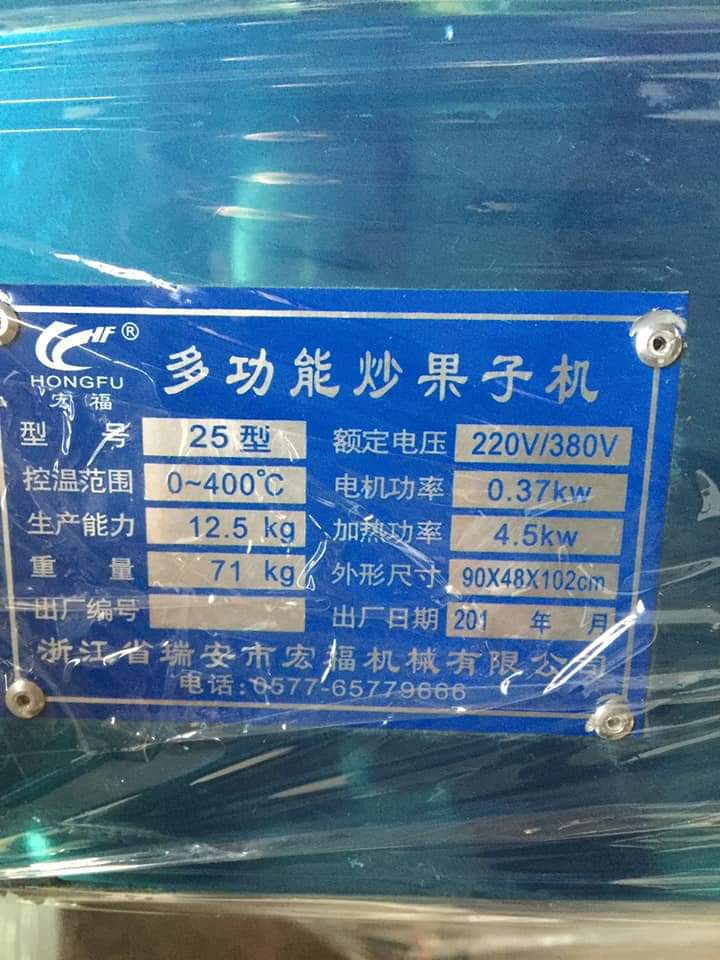 HF®
HONGFU
宏福
多功能炒果子机
型 号 25型 额定电压 220V/380V
控温范围 0~400℃ 电机功率 0.37kw
生产能力 12.5 kg 加热功率 4.5kw
重 量 71 kg 外形尺寸 90X48X102cm
出厂编号 出厂日期 201 年 月
浙江省瑞安市宏福机械有限公司
电话:0577-65779666